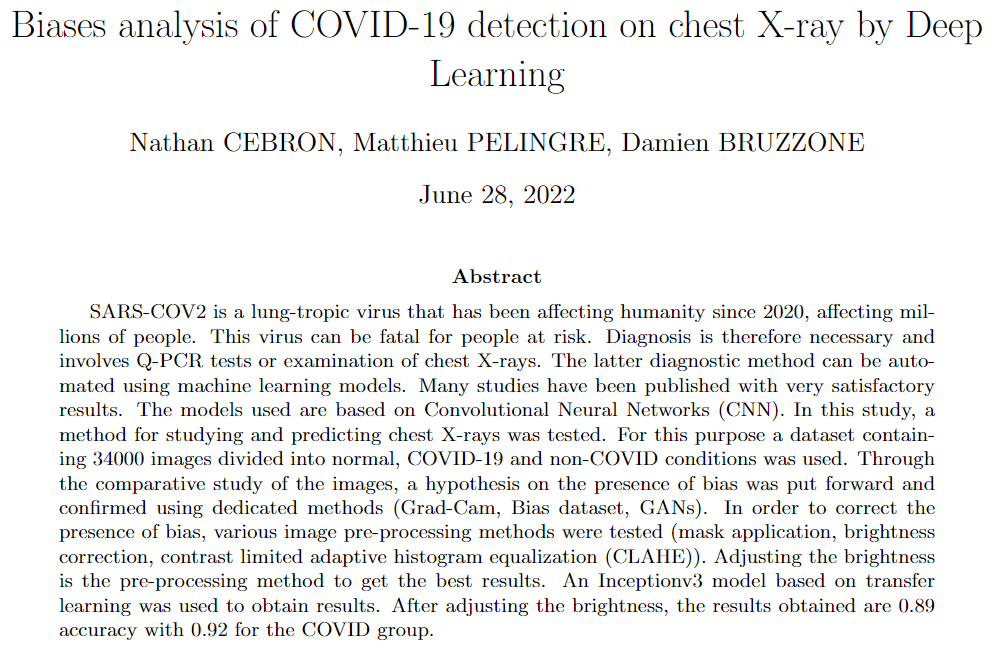 Biases analysis of COVID-19 detection on chest X-ray by Deep
Learning
Nathan CEBRON, Matthieu PELINGRE, Damien BRUZZONE
June 28, 2022
Abstract
SARS-COV2 is a lung-tropic virus that has been affecting humanity since 2020, affecting mil-
lions of people. This virus can be fatal for people at risk. Diagnosis is therefore necessary and
involves Q-PCR tests or examination of chest X-rays. The latter diagnostic method can be auto-
mated using machine learning models. Many studies have been published with very satisfactory
results. The models used are based on Convolutional Neural Networks (CNN). In this study, a
method for studying and predicting chest X-rays was tested. For this purpose a dataset contain-
ing 34000 images divided into normal, COVID-19 and non-COVID conditions was used. Through
the comparative study of the images, a hypothesis on the presence of bias was put forward and
confirmed using dedicated methods (Grad-Cam, Bias dataset, GANs). In order to correct the
presence of bias, various image pre-processing methods were tested (mask application, brightness
correction, contrast limited adaptive histogram equalization (CLAHE)). Adjusting the brightness
is the pre-processing method to get the best results. An Inceptionv3 model based on transfer
learning was used to obtain results. After adjusting the brightness, the results obtained are 0.89
accuracy with 0.92 for the COVID group.